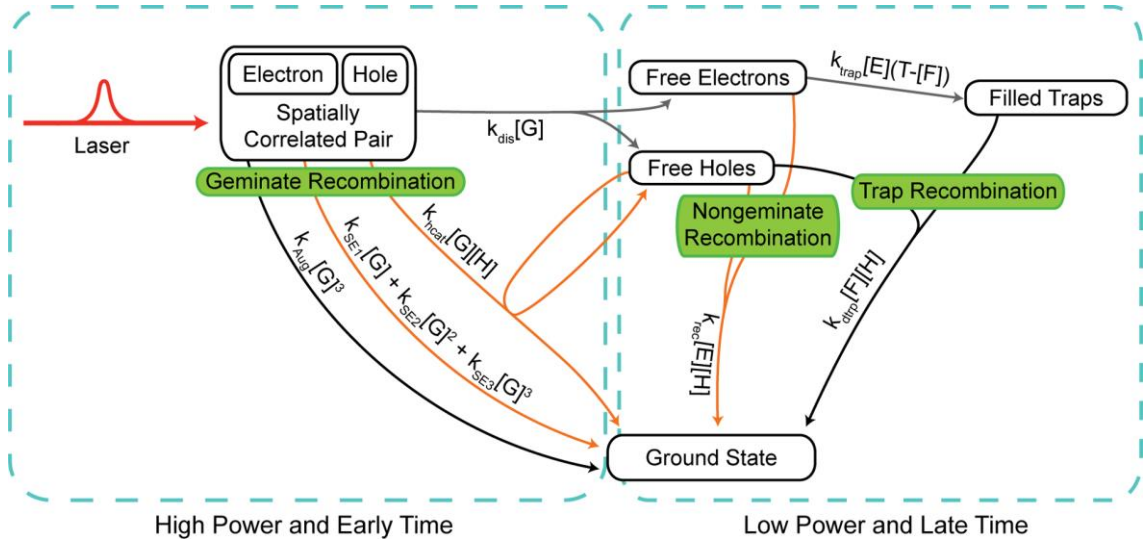 Laser
Electron
Hole
Spatially
Correlated Pair
Geminate Recombination
k_dis[G]
k_Aug[G]³
k_SE1[G] + k_SE2[G]² + k_SE3[G]³
k_hcat[G][H]
Free Electrons
k_trap[E](T-[F])
Filled Traps
Free Holes
Nongeminate
Recombination
Trap Recombination
k_rec[E][H]
k_dtrp[F][H]
Ground State
High Power and Early Time
Low Power and Late Time